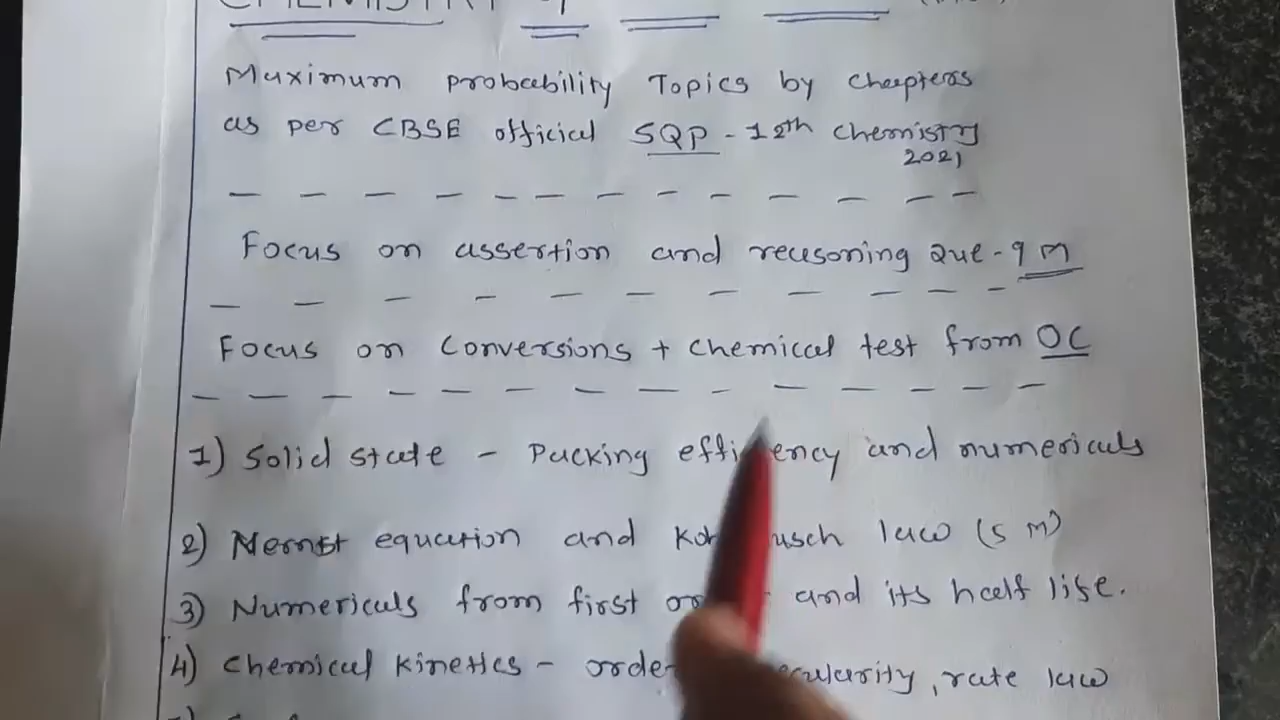 CHEMISTRY
Maximum probability Topics by chapters
as per CBSE official SQP - 12th chemistry
2021
Focus on assertion and reasoning que - 9 M
Focus on conversions + chemical test from OC
1) Solid state - Packing efficiency and numericals
2) Nernst equation and law (5 M)
3) Numericals from first and its half life.
4) Chemical kinetics - rate law